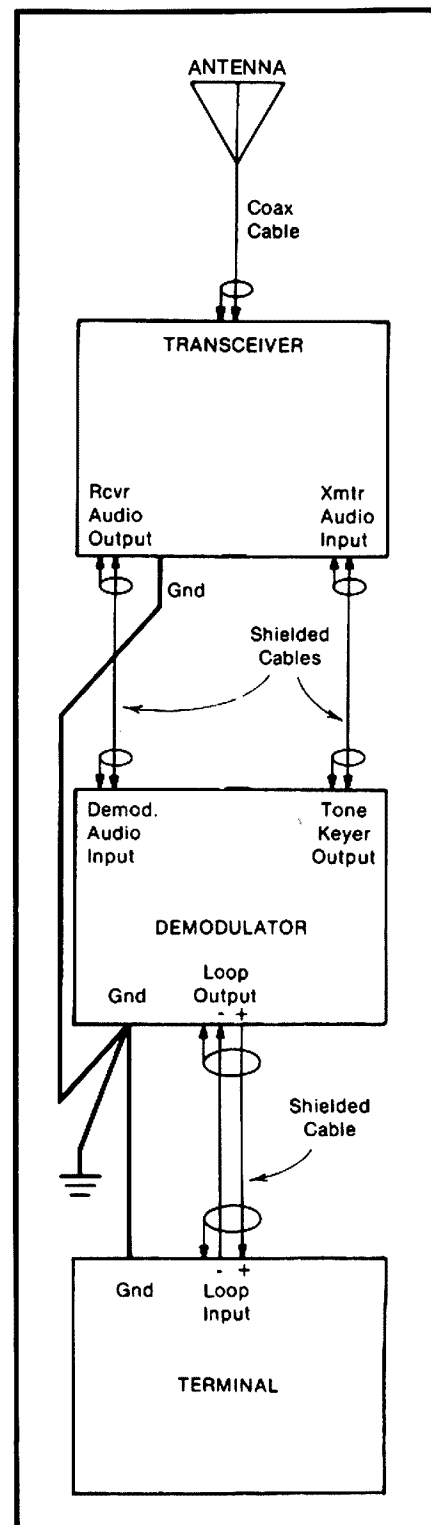 ANTENNA
Coax
Cable
TRANSCEIVER
Rcvr
Audio
Output
Xmtr
Audio
Input
Gnd
Shielded
Cables
Demod.
Audio
Input
Tone
Keyer
Output
DEMODULATOR
Gnd
Loop
Output
- +
Shielded
Cable
- +
Gnd
Loop
Input
TERMINAL